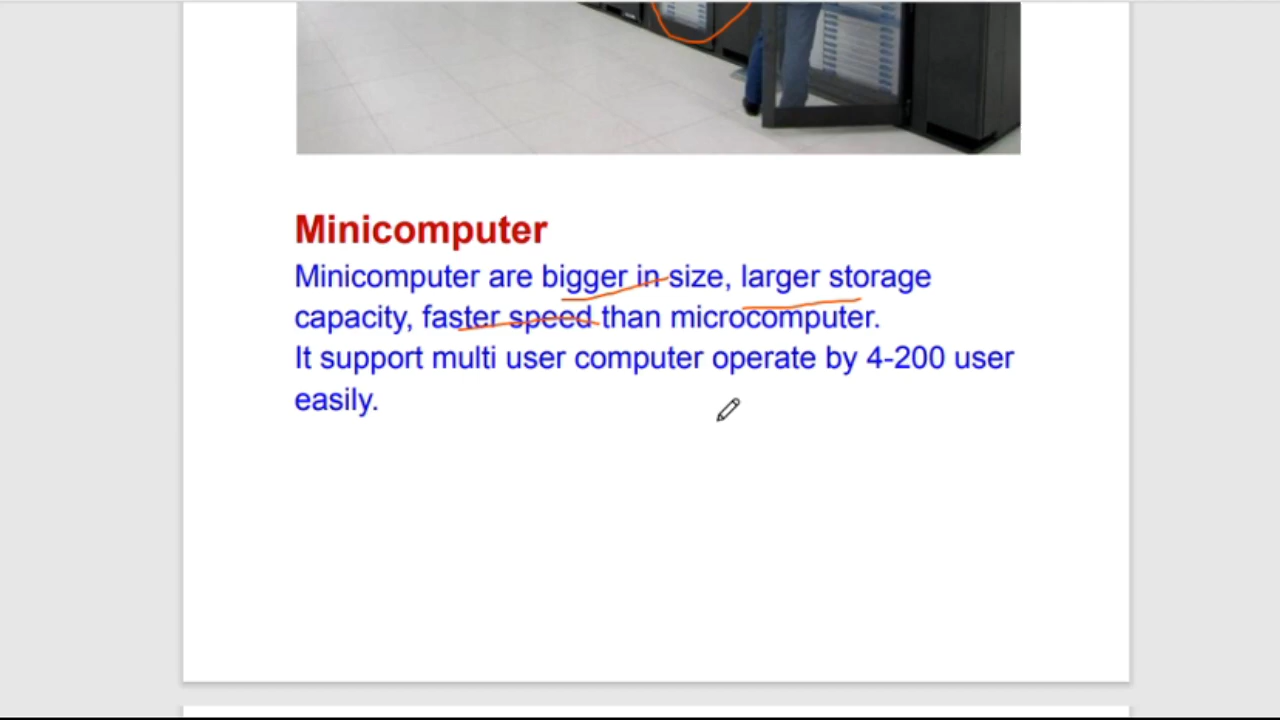 Minicomputer
Minicomputer are bigger in size, larger storage
capacity, faster speed than microcomputer.
It support multi user computer operate by 4-200 user
easily.